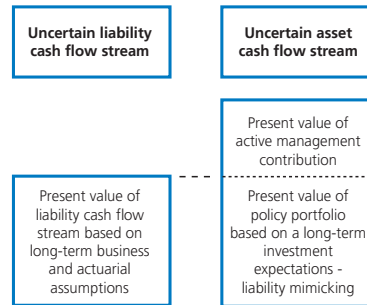 Uncertain liability
cash flow stream
Uncertain asset
cash flow stream
Present value of
active management
contribution
Present value of
liability cash flow
stream based on
long-term business
and actuarial
assumptions
Present value of
policy portfolio
based on a long-term
investment
expectations -
liability mimicking